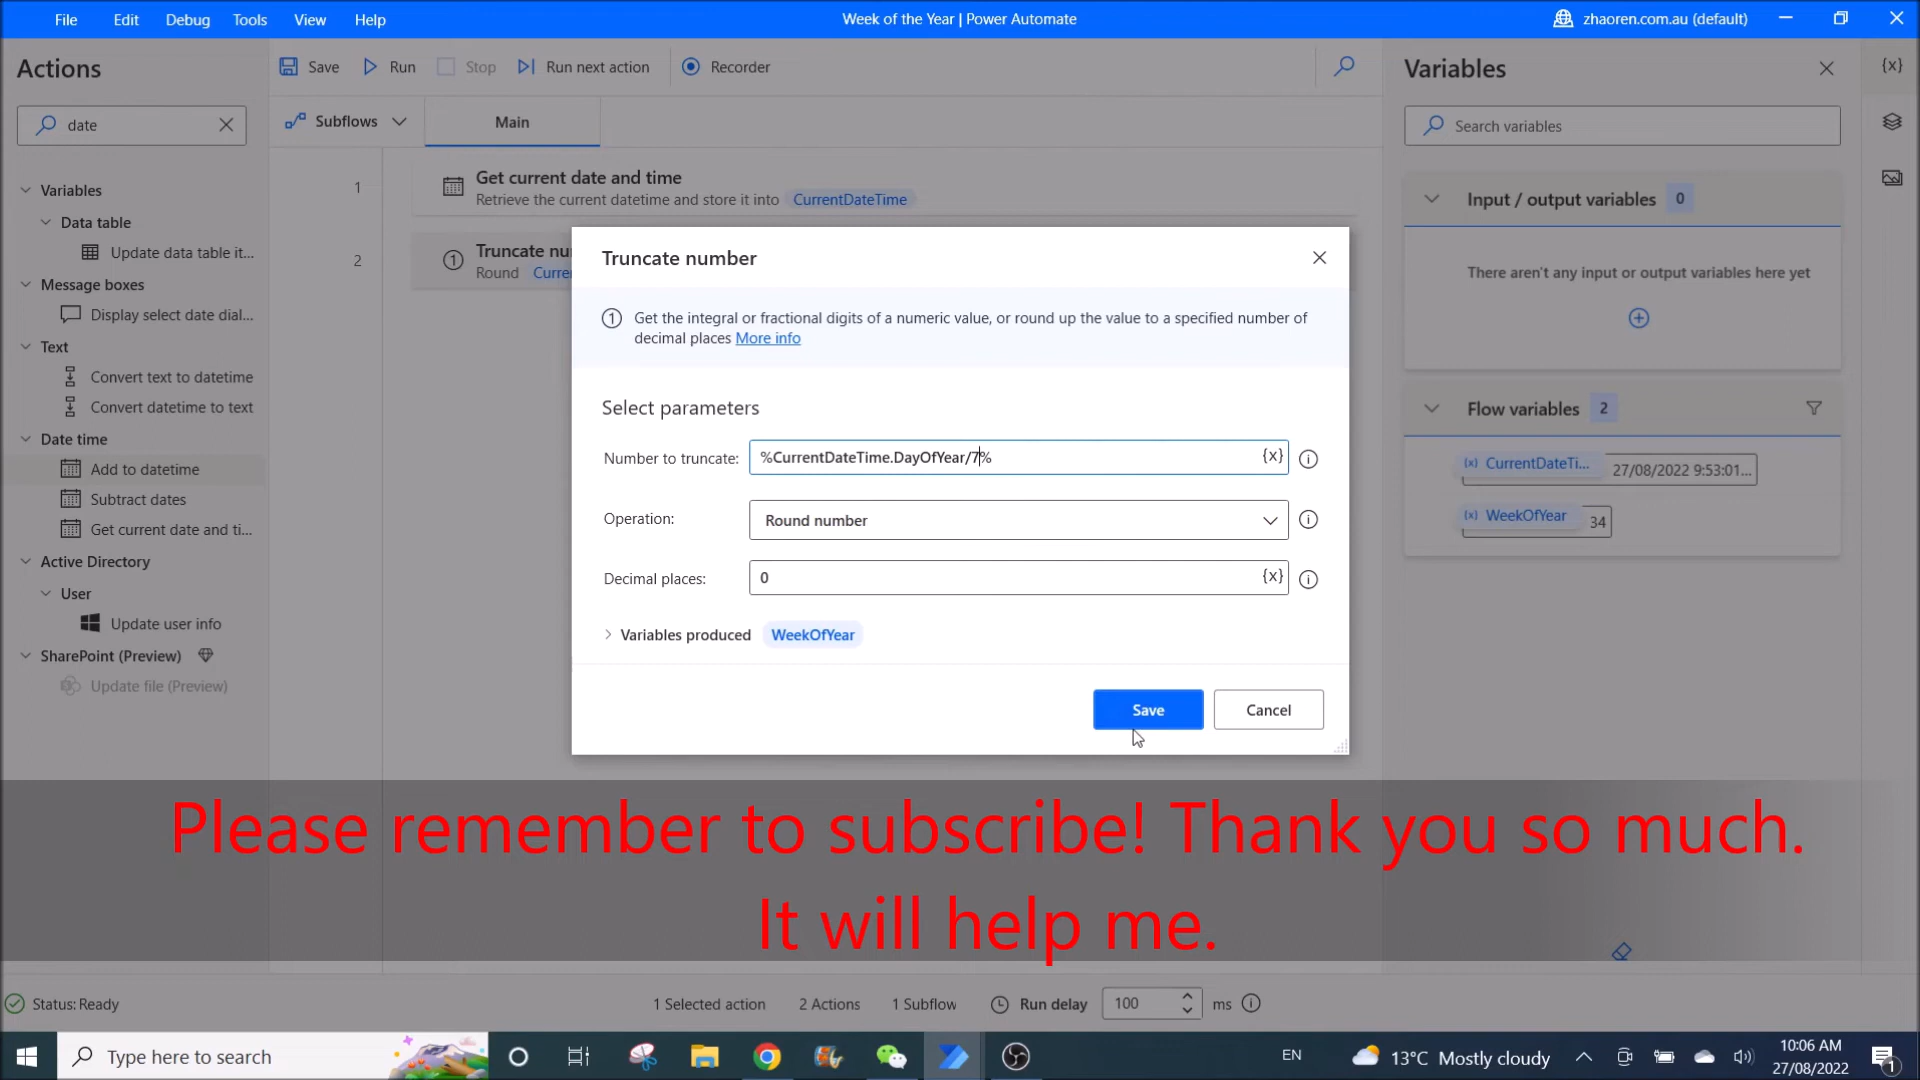 File Edit Debug Tools View Help
Week of the Year | Power Automate
zhaoren.com.au (default)
Actions
date
Variables
Data table
Update data table it...
Message boxes
Display select date dial...
Text
Convert text to datetime
Convert datetime to text
Date time
Add to datetime
Subtract dates
Get current date and ti...
Active Directory
User
Update user info
SharePoint (Preview)
Update file (Preview)
Save Run Stop Run next action Recorder
Subflows Main
1
Get current date and time
Retrieve the current datetime and store it into CurrentDateTime
2
Truncate nu
Round Curre
Truncate number
Get the integral or fractional digits of a numeric value, or round up the value to a specified number of
decimal places More info
Select parameters
Number to truncate: %CurrentDateTime.DayOfYear/7% {x}
Operation: Round number
Decimal places: 0 {x}
Variables produced WeekOfYear
Save Cancel
Variables
{x}
Search variables
Input / output variables 0
There aren't any input or output variables here yet
Flow variables 2
{x} CurrentDateTi... 27/08/2022 9:53:01...
{x} WeekOfYear 34
Please remember to subscribe! Thank you so much.
It will help me.
Status: Ready 1 Selected action 2 Actions 1 Subflow Run delay 100 ms
Type here to search
EN
13°C Mostly cloudy
10:06 AM
27/08/2022
1